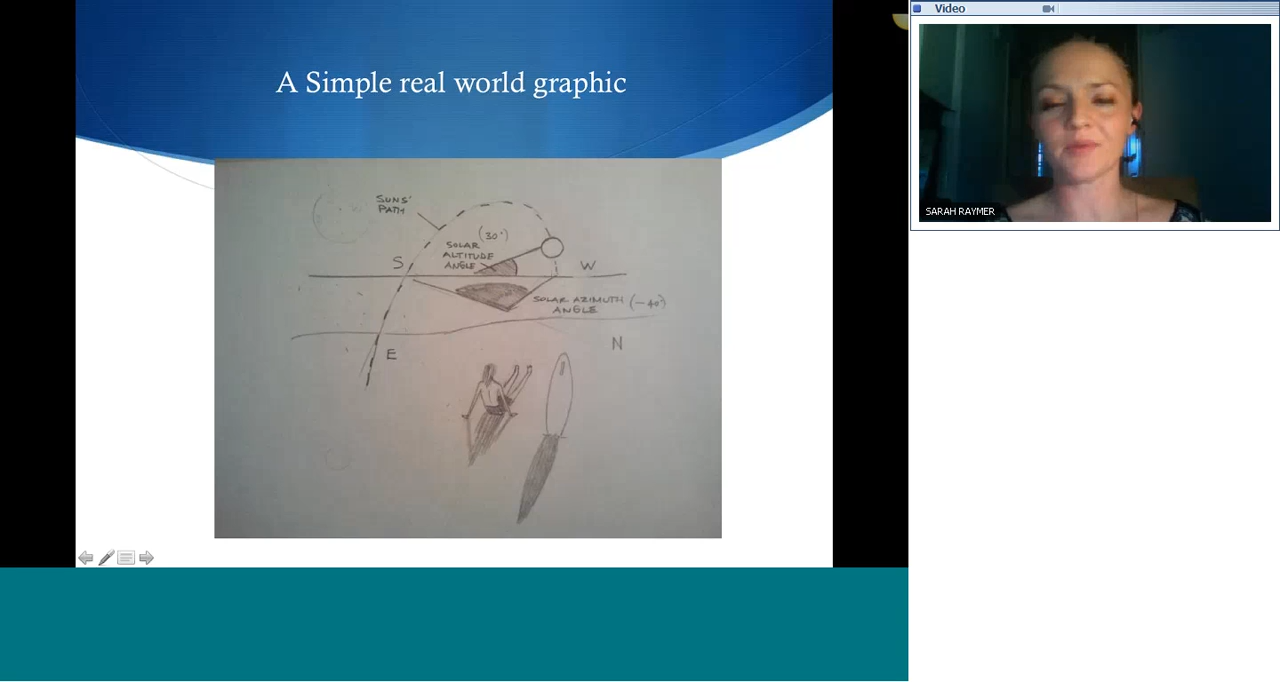 A Simple real world graphic
Video
SARAH RAYMER
SUNS'
PATH
(30°)
SOLAR
ALTITUDE
ANGLE
S
W
SOLAR AZIMUTH (-40°)
ANGLE
N
E